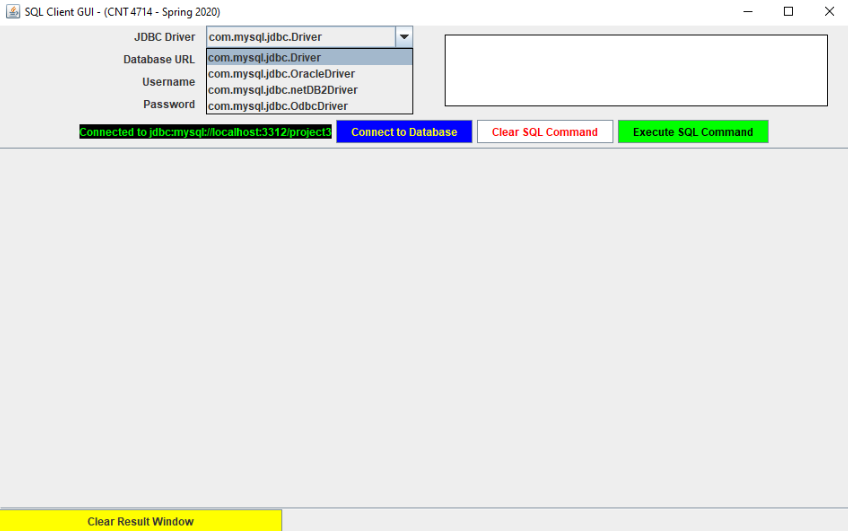 SQL Client GUI - (CNT 4714 - Spring 2020)
JDBC Driver com.mysql.jdbc.Driver
Database URL com.mysql.jdbc.Driver
com.mysql.jdbc.OracleDriver
Username com.mysql.jdbc.netDB2Driver
Password com.mysql.jdbc.OdbcDriver
Connected to jdbc:mysql://localhost:3312/project3 Connect to Database Clear SQL Command Execute SQL Command
Clear Result Window